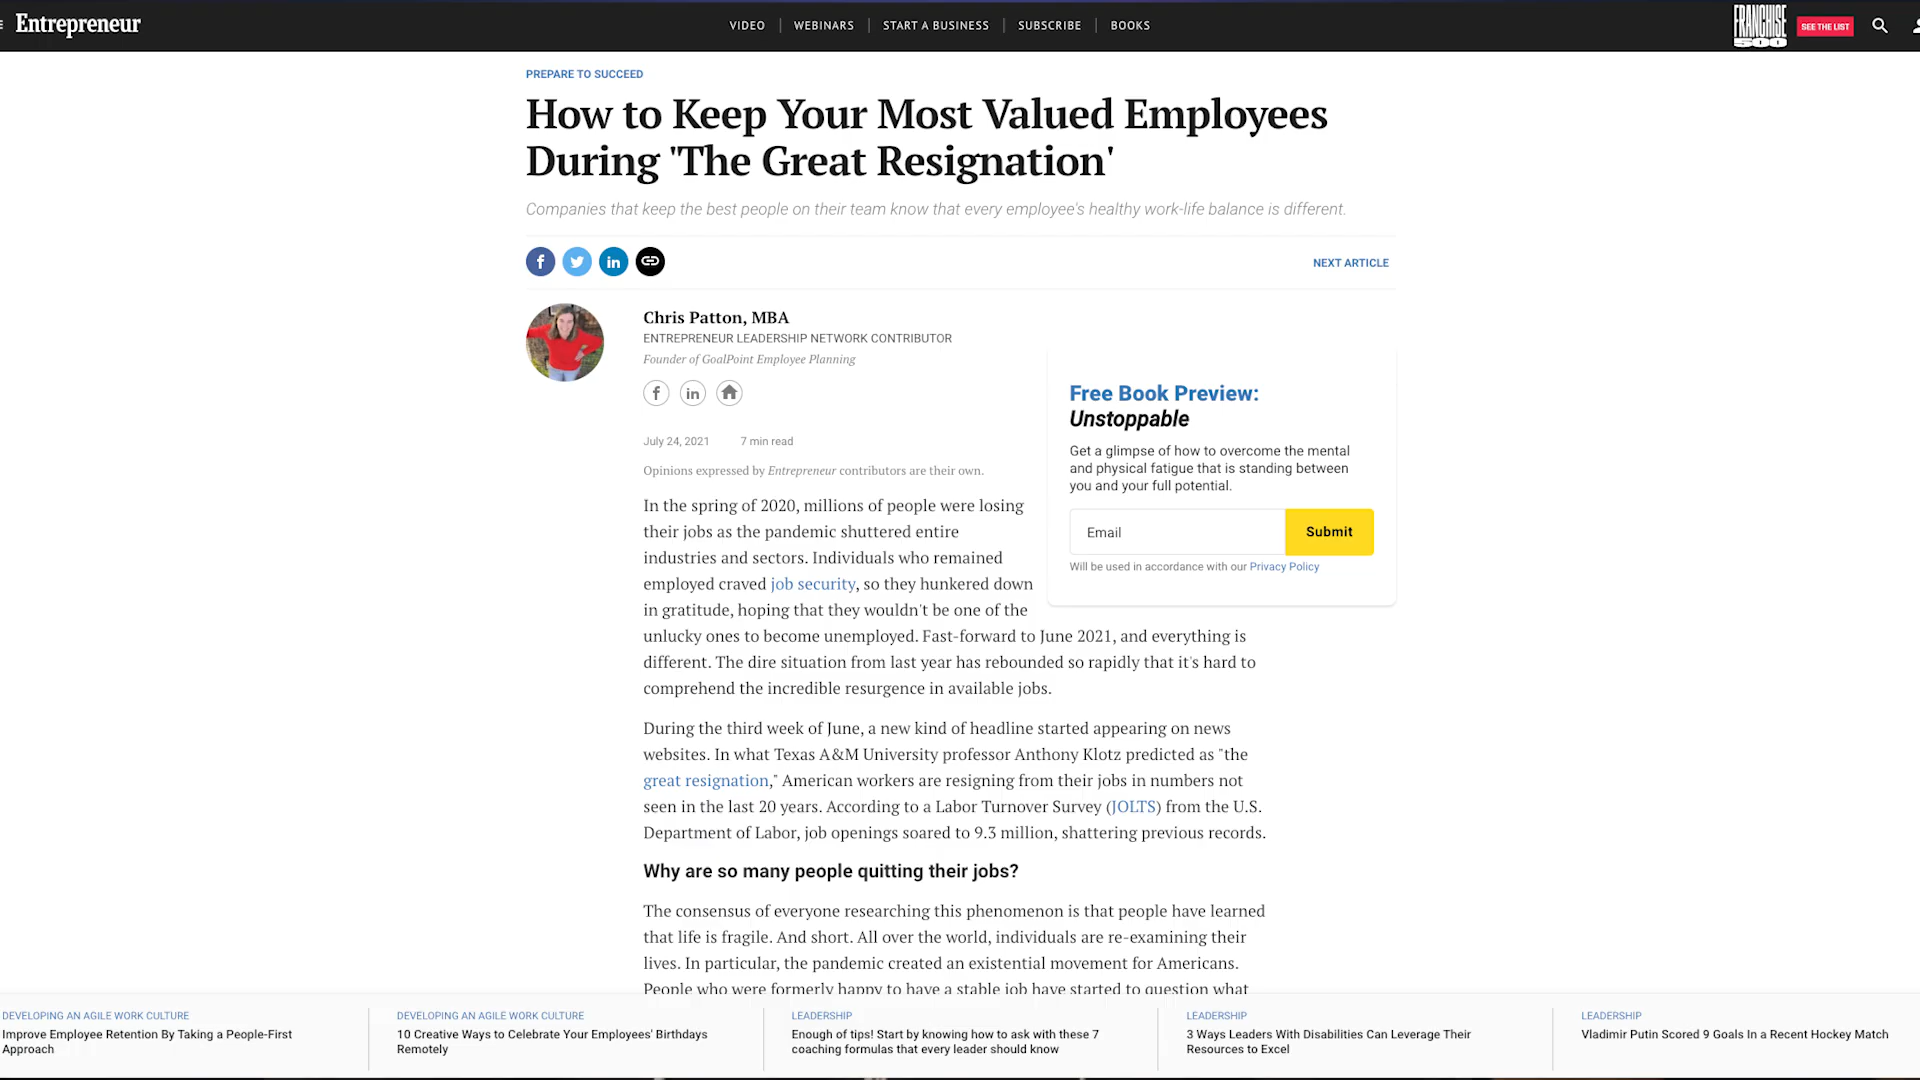 Entrepreneur
VIDEO
WEBINARS
START A BUSINESS
SUBSCRIBE
BOOKS
FRANCHISE
500
SEE THE LIST
PREPARE TO SUCCEED
How to Keep Your Most Valued Employees
During 'The Great Resignation'
Companies that keep the best people on their team know that every employee's healthy work-life balance is different.
NEXT ARTICLE
Chris Patton, MBA
ENTREPRENEUR LEADERSHIP NETWORK CONTRIBUTOR
Founder of GoalPoint Employee Planning
July 24, 2021 7 min read
Opinions expressed by Entrepreneur contributors are their own.
Free Book Preview:
Unstoppable
Get a glimpse of how to overcome the mental
and physical fatigue that is standing between
you and your full potential.
Email
Submit
Will be used in accordance with our Privacy Policy
In the spring of 2020, millions of people were losing
their jobs as the pandemic shuttered entire
industries and sectors. Individuals who remained
employed craved job security, so they hunkered down
in gratitude, hoping that they wouldn't be one of the
unlucky ones to become unemployed. Fast-forward to June 2021, and everything is
different. The dire situation from last year has rebounded so rapidly that it's hard to
comprehend the incredible resurgence in available jobs.
During the third week of June, a new kind of headline started appearing on news
websites. In what Texas A&M University professor Anthony Klotz predicted as "the
great resignation," American workers are resigning from their jobs in numbers not
seen in the last 20 years. According to a Labor Turnover Survey (JOLTS) from the U.S.
Department of Labor, job openings soared to 9.3 million, shattering previous records.
Why are so many people quitting their jobs?
The consensus of everyone researching this phenomenon is that people have learned
that life is fragile. And short. All over the world, individuals are re-examining their
lives. In particular, the pandemic created an existential movement for Americans.
People who were formerly happy to have a stable job have started to question what
DEVELOPING AN AGILE WORK CULTURE
Improve Employee Retention By Taking a People-First
Approach
DEVELOPING AN AGILE WORK CULTURE
10 Creative Ways to Celebrate Your Employees' Birthdays
Remotely
LEADERSHIP
Enough of tips! Start by knowing how to ask with these 7
coaching formulas that every leader should know
LEADERSHIP
3 Ways Leaders With Disabilities Can Leverage Their
Resources to Excel
LEADERSHIP
Vladimir Putin Scored 9 Goals In a Recent Hockey Match